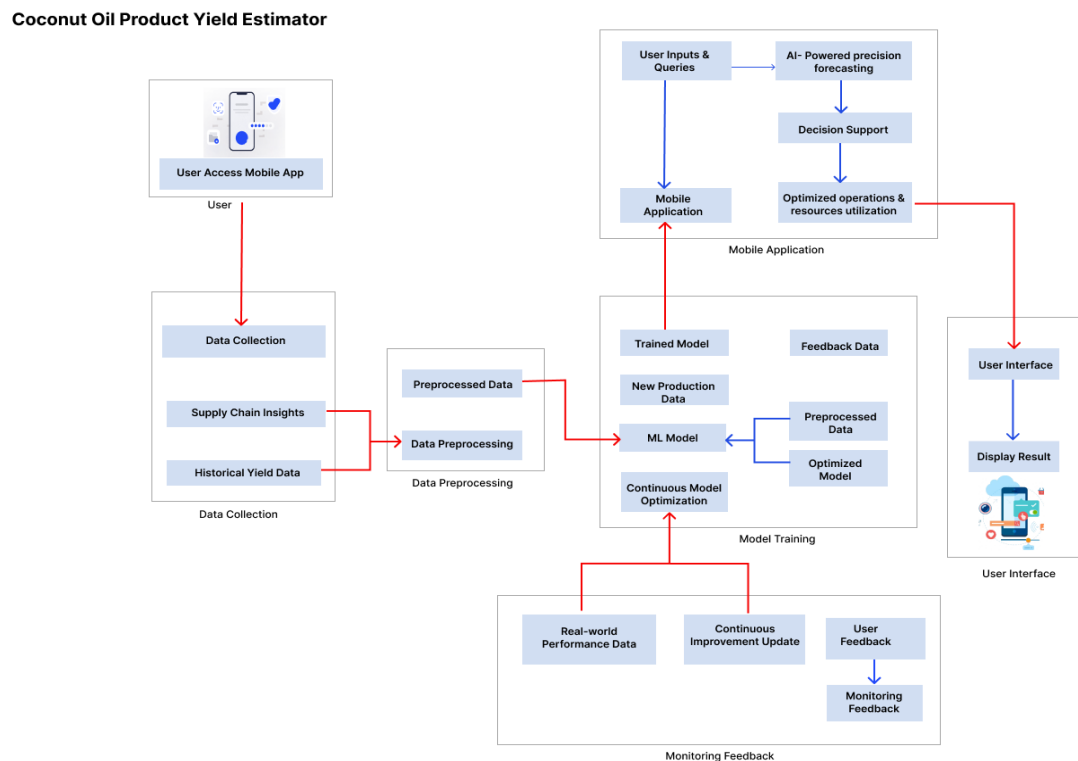 Coconut Oil Product Yield Estimator
User Access Mobile App
User
Data Collection
Supply Chain Insights
Historical Yield Data
Data Collection
Preprocessed Data
Data Preprocessing
Data Preprocessing
User Inputs &
Queries
AI- Powered precision
forecasting
Decision Support
Mobile
Application
Optimized operations &
resources utilization
Mobile Application
Trained Model
Feedback Data
New Production
Data
Preprocessed
Data
ML Model
Optimized
Model
Continuous Model
Optimization
Model Training
User Interface
Display Result
User Interface
Real-world
Performance Data
Continuous
Improvement Update
User
Feedback
Monitoring
Feedback
Monitoring Feedback